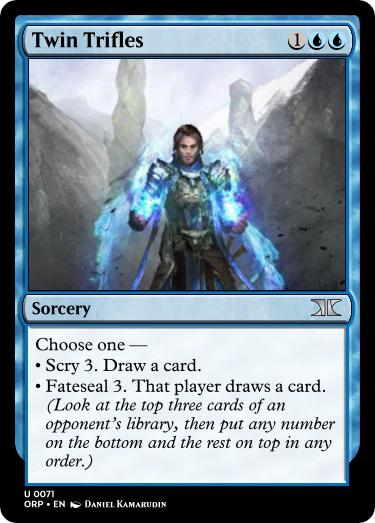 Twin Trifles
1
Sorcery
Choose one —
• Scry 3. Draw a card.
• Fateseal 3. That player draws a card.
(Look at the top three cards of an
opponent's library, then put any number
on the bottom and the rest on top in any
order.)
U 0071
ORP • EN Daniel Kamarudin